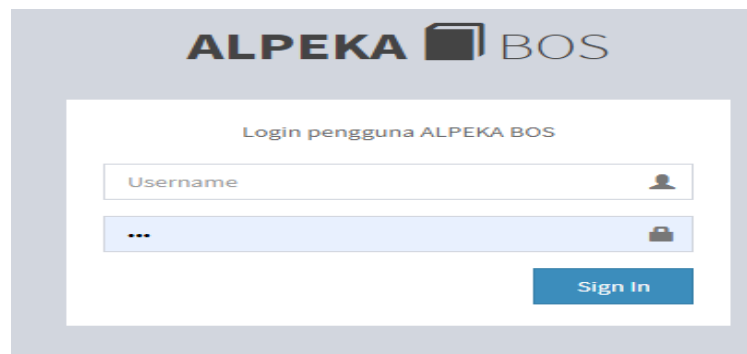 ALPEKA BOS
Login pengguna ALPEKA BOS
Username
•••
Sign In